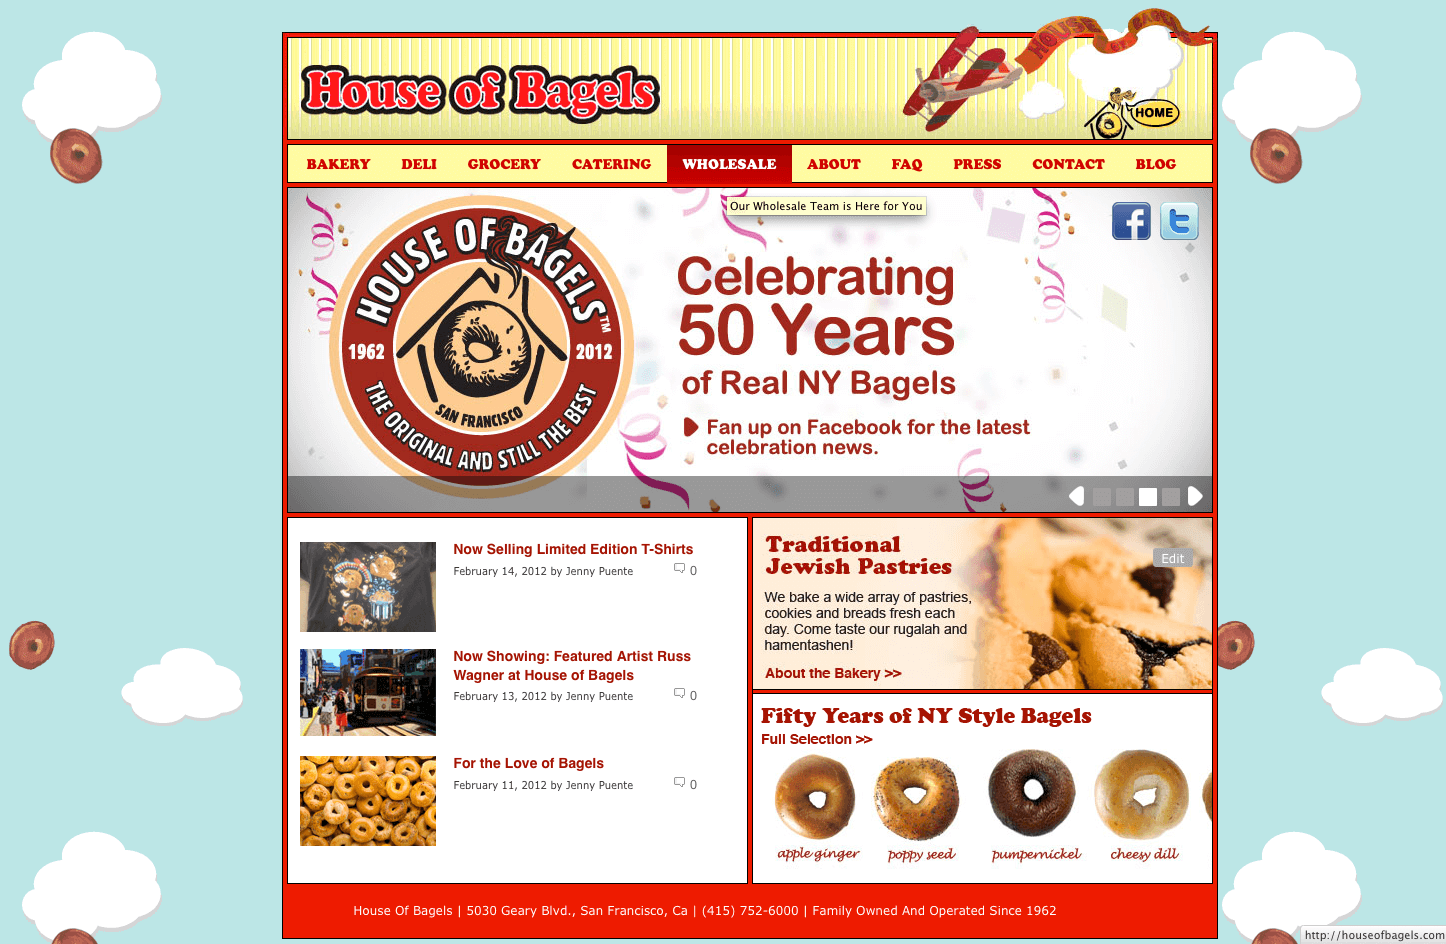 HOUSE OF BAGELS
House of Bagels
HOME
BAKERY DELI GROCERY CATERING WHOLESALE ABOUT FAQ PRESS CONTACT BLOG
Our Wholesale Team is Here for You
HOUSE OF BAGELS™
1962 2012
SAN FRANCISCO
THE ORIGINAL AND STILL THE BEST
Celebrating
50 Years
of Real NY Bagels
Fan up on Facebook for the latest
celebration news.
Now Selling Limited Edition T-Shirts
February 14, 2012 by Jenny Puente 0
Now Showing: Featured Artist Russ
Wagner at House of Bagels
February 13, 2012 by Jenny Puente 0
For the Love of Bagels
February 11, 2012 by Jenny Puente 0
Traditional
Jewish Pastries
Edit
We bake a wide array of pastries,
cookies and breads fresh each
day. Come taste our rugalah and
hamentashen!
About the Bakery >>
Fifty Years of NY Style Bagels
Full Selection >>
apple ginger poppy seed pumpernickel cheesy dill
House Of Bagels | 5030 Geary Blvd., San Francisco, Ca | (415) 752-6000 | Family Owned And Operated Since 1962
http://houseofbagels.com